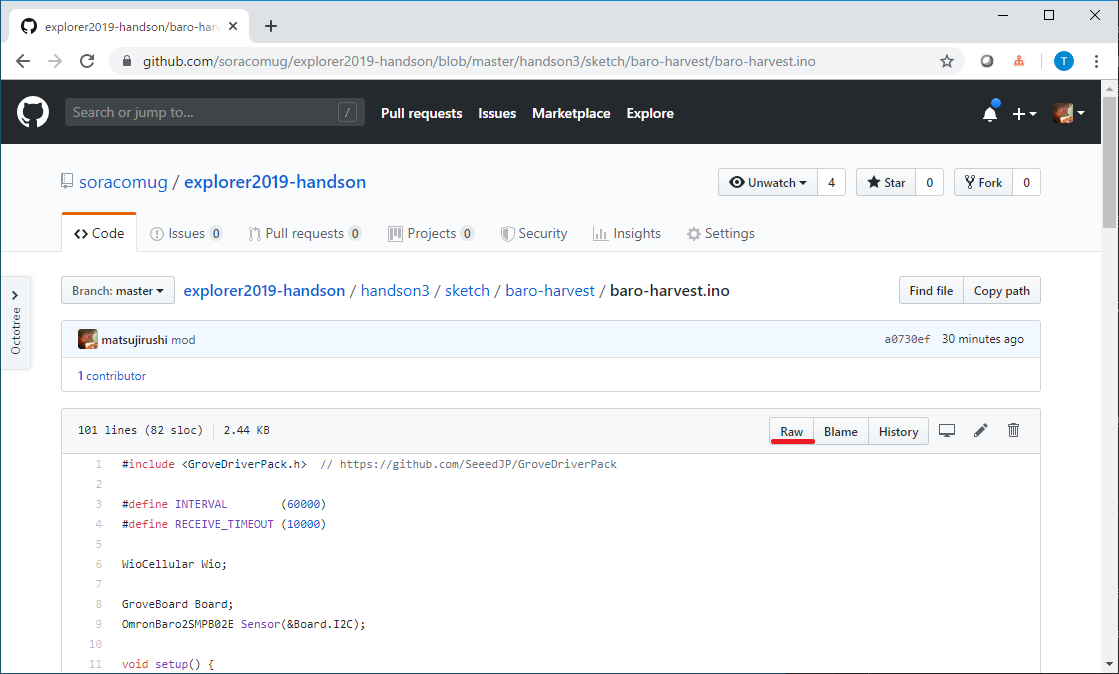 explorer2019-handson/baro-har
github.com/soracomug/explorer2019-handson/blob/master/handson3/sketch/baro-harvest/baro-harvest.ino
T
Search or jump to... / Pull requests Issues Marketplace Explore
soracomug / explorer2019-handson Unwatch 4 Star 0 Fork 0
Code Issues 0 Pull requests 0 Projects 0 Security Insights Settings
Octotree
Branch: master explorer2019-handson / handson3 / sketch / baro-harvest / baro-harvest.ino Find file Copy path
matsujirushi mod a0730ef 30 minutes ago
1 contributor
101 lines (82 sloc) 2.44 KB Raw Blame History
1 #include <GroveDriverPack.h> // https://github.com/SeeedJP/GroveDriverPack
2
3 #define INTERVAL (60000)
4 #define RECEIVE_TIMEOUT (10000)
5
6 WioCellular Wio;
7
8 GroveBoard Board;
9 OmronBaro2SMPB02E Sensor(&Board.I2C);
10
11 void setup() {